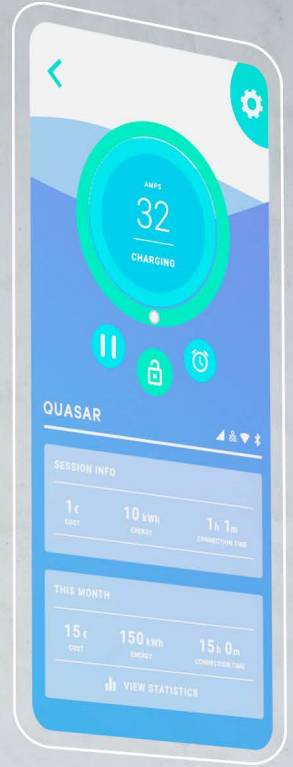 AMPS
32
CHARGING
QUASAR
SESSION INFO
1€ 10 kWh 1h 1m
COST ENERGY CONNECTION TIME
THIS MONTH
15€ 150 kWh 15h 0m
COST ENERGY CONNECTION TIME
VIEW STATISTICS